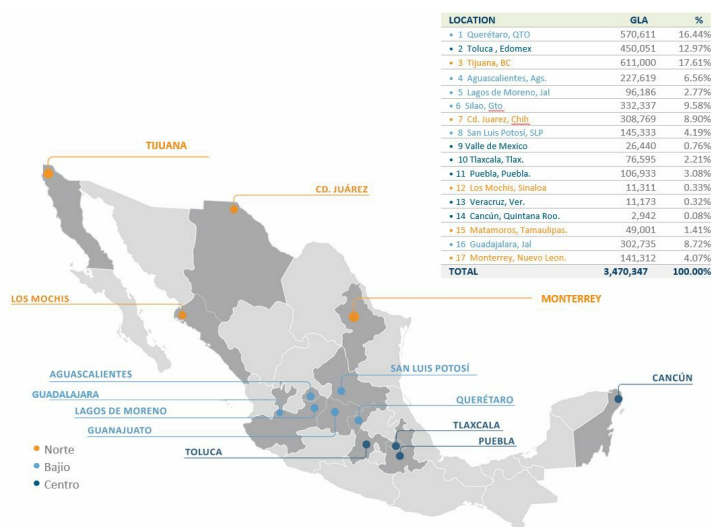 LOCATION GLA %
• 1 Querétaro, QTO 570,611 16.44%
• 2 Toluca , Edomex 450,051 12.97%
• 3 Tijuana, BC 611,000 17.61%
• 4 Aguascalientes, Ags. 227,619 6.56%
• 5 Lagos de Moreno, Jal 96,186 2.77%
• 6 Silao, Gto 332,337 9.58%
• 7 Cd. Juarez, Chih 308,769 8.90%
• 8 San Luis Potosí, SLP 145,333 4.19%
• 9 Valle de Mexico 26,440 0.76%
• 10 Tlaxcala, Tlax. 76,595 2.21%
• 11 Puebla, Puebla. 106,933 3.08%
• 12 Los Mochis, Sinaloa 11,311 0.33%
• 13 Veracruz, Ver. 11,173 0.32%
• 14 Cancún, Quintana Roo. 2,942 0.08%
• 15 Matamoros, Tamaulipas. 49,001 1.41%
• 16 Guadalajara, Jal 302,735 8.72%
• 17 Monterrey, Nuevo Leon. 141,312 4.07%
TOTAL 3,470,347 100.00%
TIJUANA
CD. JUÁREZ
LOS MOCHIS
MONTERREY
AGUASCALIENTES
SAN LUIS POTOSÍ
CANCÚN
GUADALAJARA
QUERÉTARO
LAGOS DE MORENO
TLAXCALA
GUANAJUATO
PUEBLA
TOLUCA
Norte
Bajio
Centro